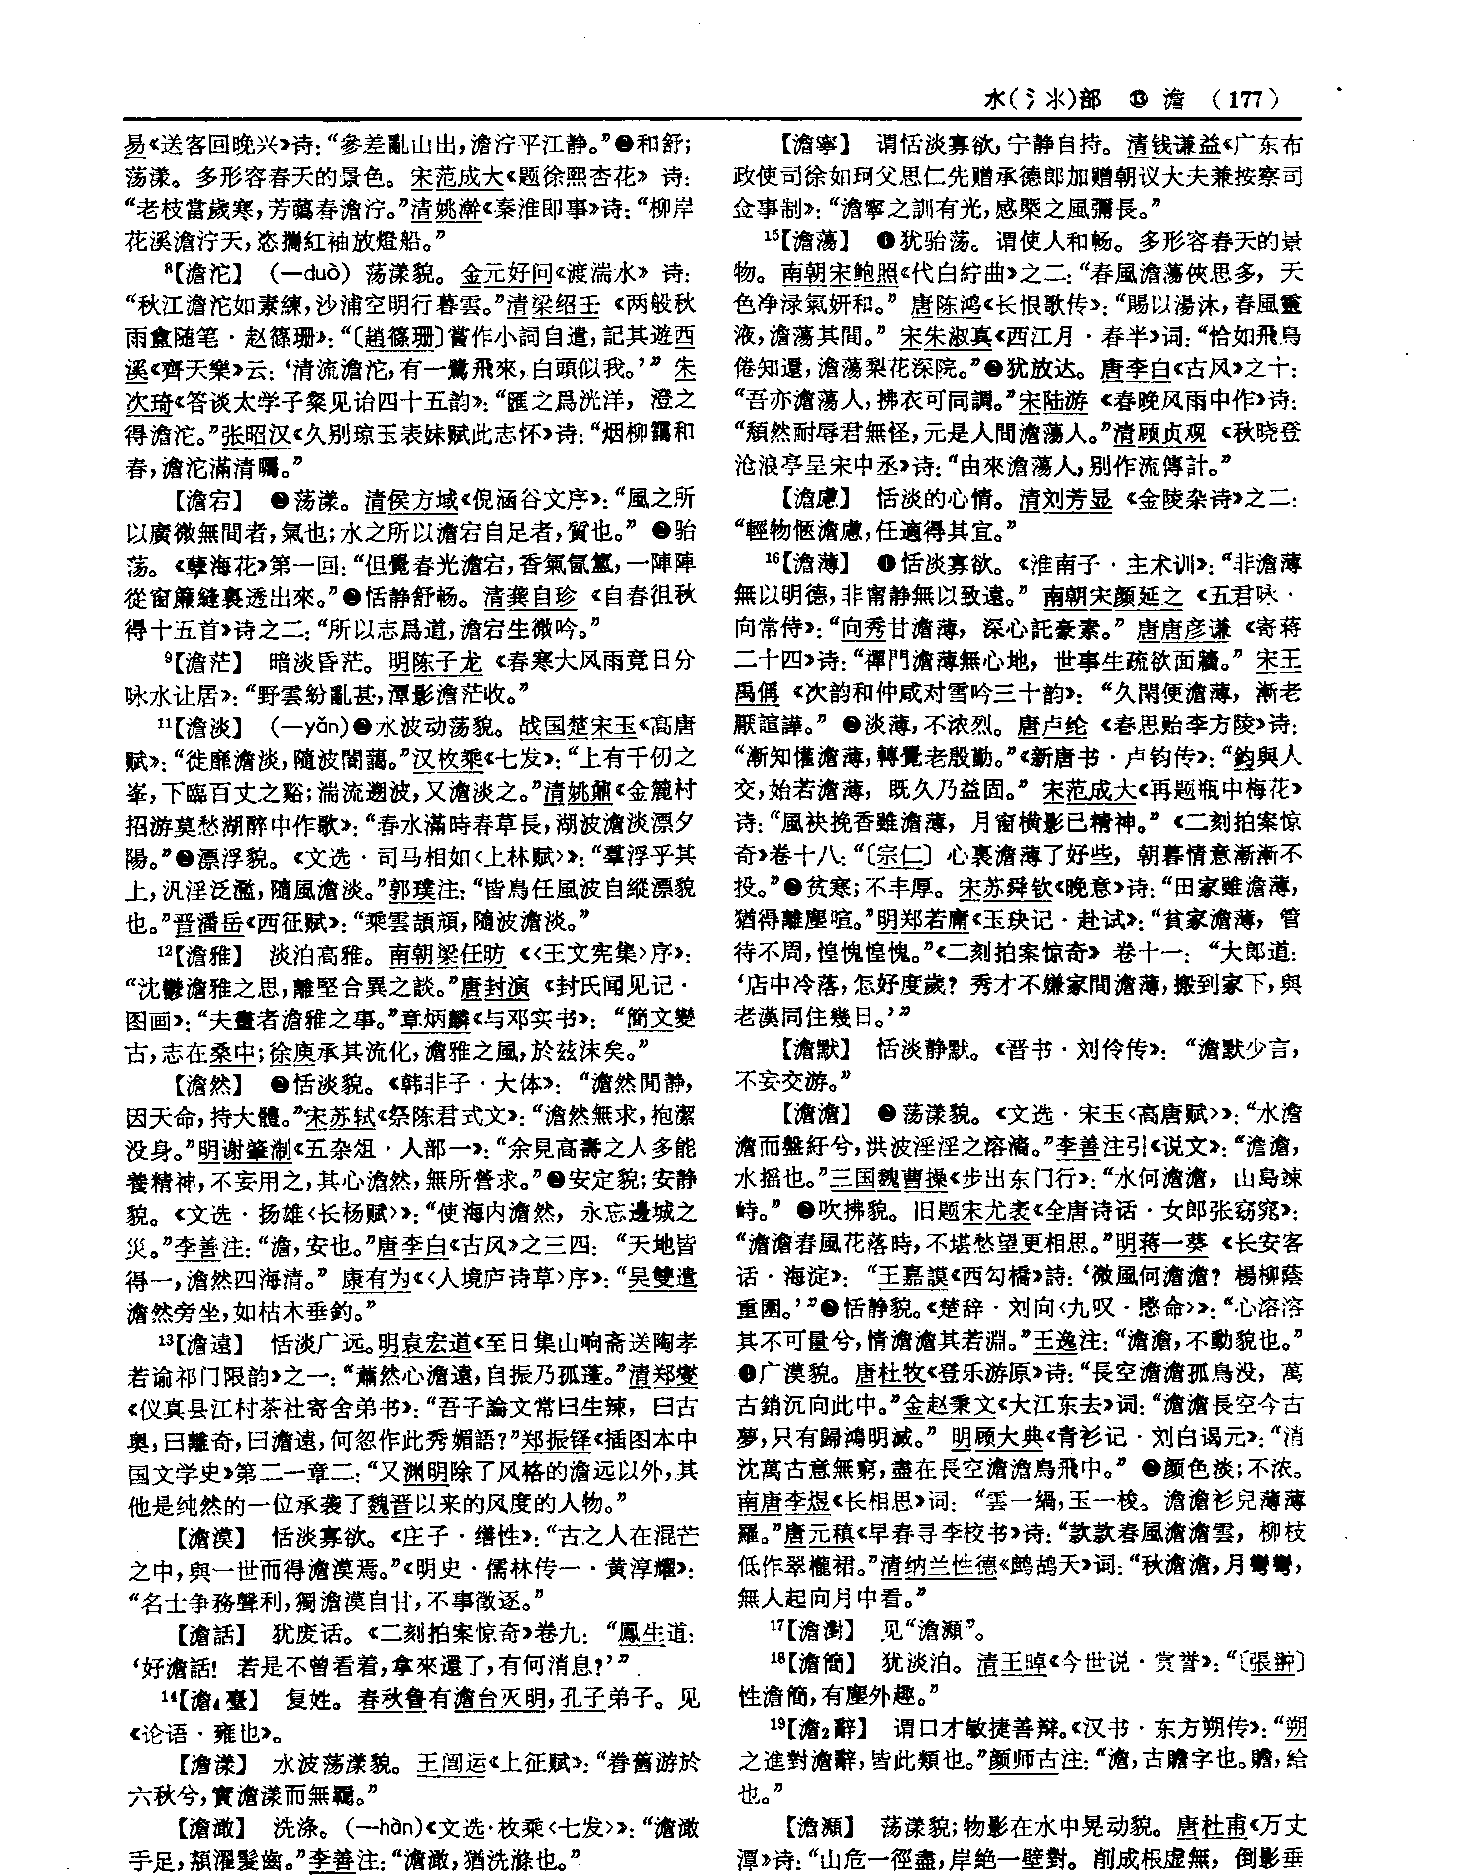 水(氵氺)部 ⓭ 澹 (177)
易《送客回晚兴》诗：“參差亂山出，澹泞平江静。”❷和舒；
荡漾。多形容春天的景色。宋范成大《题徐熙杏花》诗：
“老枝當歲寒，芳蕤春澹泞。”清姚濬《秦淮即事》诗：“柳岸
花溪澹泞天，恣攜紅袖放燈船。”
8【澹沱】 (—duò) 荡漾貌。金元好问《渡湍水》诗：
“秋江澹沱如素練，沙浦空明行暮雲。”清梁绍壬《两般秋
雨盦随笔·赵篠珊》：“〔趙篠珊〕嘗作小詞自遣，記其遊西
溪《齊天樂》云：‘清流澹沱，有一鷺飛來，白頭似我。’” 朱
次琦《答谈太学子粲见诒四十五韵》：“匯之爲洸洋，澄之
得澹沱。”张昭汉《久别琼玉表妹赋此志怀》诗：“烟柳靄和
春，澹沱滿清矚。”
【澹宕】 ❶荡漾。清侯方域《倪涵谷文序》：“風之所
以廣微無間者，氣也；水之所以澹宕自足者，質也。” ❷骀
荡。《孽海花》第一回：“但覺春光澹宕，香氣氤氳，一陣陣
從窗簾縫裏透出來。”❸恬静舒畅。清龚自珍《自春徂秋
得十五首》诗之二：“所以志爲道，澹宕生微吟。”
9【澹茫】 暗淡昏茫。明陈子龙《春寒大风雨竟日分
咏水让居》：“野雲紛亂甚，潭影澹茫收。”
11【澹淡】 (—yǎn)❶水波动荡貌。战国楚宋玉《高唐
赋》：“徙靡澹淡，隨波闇藹。”汉枚乘《七发》：“上有千仞之
峯，下臨百丈之谿；湍流遡波，又澹淡之。”清姚鼐《金麓村
招游莫愁湖醉中作歌》：“春水滿時春草長，湖波澹淡漂夕
陽。”❷漂浮貌。《文选·司马相如〈上林赋〉》：“羣浮乎其
上，汎淫泛濫，隨風澹淡。”郭璞注：“皆鳥任風波自縱漂貌
也。”晋潘岳《西征赋》：“乘雲頡頏，隨波澹淡。”
12【澹雅】 淡泊高雅。南朝梁任昉《〈王文宪集〉序》：
“沈鬱澹雅之思，離堅合異之談。”唐封演《封氏闻见记·
图画》：“夫畫者澹雅之事。”章炳麟《与邓实书》：“簡文變
古，志在桑中；徐庾承其流化，澹雅之風，於兹沫矣。”
【澹然】 ❶恬淡貌。《韩非子·大体》：“澹然閒静，
因天命，持大體。”宋苏轼《祭陈君式文》：“澹然無求，抱潔
没身。”明谢肇淛《五杂俎·人部一》：“余見高壽之人多能
養精神，不妄用之，其心澹然，無所營求。”❷安定貌；安静
貌。《文选·扬雄〈长杨赋〉》：“使海内澹然，永忘邊城之
災。”李善注：“澹，安也。”唐李白《古风》之三四：“天地皆
得一，澹然四海清。” 康有为《〈人境庐诗草〉序》：“吴雙遣
澹然旁坐，如枯木垂釣。”
13【澹遠】 恬淡广远。明袁宏道《至日集山响斋送陶孝
若谕祁门限韵》之一：“蕭然心澹遠，自振乃孤蓬。”清郑燮
《仪真县江村茶社寄舍弟书》：“吾子論文常曰生辣，曰古
奥，曰離奇，曰澹遠，何忽作此秀媚語？”郑振铎《插图本中
国文学史》第二一章二：“又渊明除了风格的澹远以外，其
他是纯然的一位承袭了魏晋以来的风度的人物。”
【澹漠】 恬淡寡欲。《庄子·缮性》：“古之人在混芒
之中，與一世而得澹漠焉。”《明史·儒林传一·黄淳耀》：
“名士争務聲利，獨澹漠自甘，不事徵逐。”
【澹話】 犹废话。《二刻拍案惊奇》卷九：“鳳生道：
‘好澹話！若是不曾看着，拿來還了，有何消息？’”
14【澹4臺】 复姓。春秋鲁有澹台灭明，孔子弟子。见
《论语·雍也》。
【澹漾】 水波荡漾貌。王闿运《上征赋》：“眷舊游於
六秋兮，實澹漾而無羈。”
【澹澉】 洗涤。(—hàn)《文选·枚乘〈七发〉》：“澹澉
手足，頮濯髮齒。”李善注：“澹澉，猶洗滌也。”
【澹寧】 谓恬淡寡欲，宁静自持。清钱谦益《广东布
政使司徐如珂父思仁先赠承德郎加赠朝议大夫兼按察司
佥事制》：“澹寧之訓有光，感槩之風彌長。”
15【澹蕩】 ❶犹骀荡。谓使人和畅。多形容春天的景
物。南朝宋鲍照《代白紵曲》之二：“春風澹蕩俠思多，天
色净渌氣妍和。” 唐陈鸿《长恨歌传》：“賜以湯沐，春風靈
液，澹蕩其間。” 宋朱淑真《西江月·春半》词：“恰如飛鳥
倦知還，澹蕩梨花深院。”❷犹放达。唐李白《古风》之十：
“吾亦澹蕩人，拂衣可同調。”宋陆游《春晚风雨中作》诗：
“頹然耐辱君無怪，元是人間澹蕩人。”清顾贞观《秋晓登
沧浪亭呈宋中丞》诗：“由來澹蕩人，别作流傳計。”
【澹慮】 恬淡的心情。清刘芳显《金陵杂诗》之二：
“輕物愜澹慮，任適得其宜。”
16【澹薄】 ❶恬淡寡欲。《淮南子·主术训》：“非澹薄
無以明德，非甯静無以致遠。” 南朝宋颜延之《五君咏·
向常侍》：“向秀甘澹薄，深心託豪素。” 唐唐彦谦《寄蒋
二十四》诗：“禪門澹薄無心地，世事生疏欲面牆。” 宋王
禹偁《次韵和仲咸对雪吟三十韵》：“久閑便澹薄，漸老
厭諠譁。” ❷淡薄，不浓烈。唐卢纶《春思贻李方陵》诗：
“漸知懽澹薄，轉覺老殷勤。”《新唐书·卢钧传》：“鈞與人
交，始若澹薄，既久乃益固。” 宋范成大《再题瓶中梅花》
诗：“風袂挽香雖澹薄，月窗横影已精神。”《二刻拍案惊
奇》卷十八：“〔宗仁〕心裏澹薄了好些，朝暮情意漸漸不
投。”❸贫寒；不丰厚。宋苏舜钦《晚意》诗：“田家雖澹薄，
猶得離塵喧。”明郑若庸《玉玦记·赴试》：“貧家澹薄，管
待不周，惶愧惶愧。”《二刻拍案惊奇》卷十一：“大郎道：
‘店中冷落，怎好度歲？秀才不嫌家間澹薄，搬到家下，與
老漢同住幾日。’”
【澹默】 恬淡静默。《晋书·刘伶传》：“澹默少言，
不妄交游。”
【澹澹】 ❶荡漾貌。《文选·宋玉〈高唐赋〉》：“水澹
澹而盤紆兮，洪波淫淫之溶㵝。”李善注引《说文》：“澹澹，
水摇也。”三国魏曹操《步出东门行》：“水何澹澹，山島竦
峙。” ❷吹拂貌。旧题宋尤袤《全唐诗话·女郎张窈窕》：
“澹澹春風花落時，不堪愁望更相思。”明蒋一葵《长安客
话·海淀》：“王嘉謨《西勾橋》詩：‘微風何澹澹？楊柳蔭
重圍。’”❸恬静貌。《楚辞·刘向〈九叹·愍命〉》：“心溶溶
其不可量兮，情澹澹其若淵。”王逸注：“澹澹，不動貌也。”
❹广漠貌。唐杜牧《登乐游原》诗：“長空澹澹孤鳥没，萬
古銷沉向此中。”金赵秉文《大江东去》词：“澹澹長空今古
夢，只有歸鴻明滅。” 明顾大典《青衫记·刘白谒元》：“消
沈萬古意無窮，盡在長空澹澹鳥飛中。” ❺颜色淡；不浓。
南唐李煜《长相思》词：“雲一緺，玉一梭。澹澹衫兒薄薄
羅。”唐元稹《早春寻李校书》诗：“款款春風澹澹雲，柳枝
低作翠櫳裙。”清纳兰性德《鹧鸪天》词：“秋澹澹，月彎彎，
無人起向月中看。”
17【澹澍】 见“澹瀩”。
18【澹簡】 犹淡泊。清王晫《今世说·赏誉》：“〔張翀〕
性澹簡，有塵外趣。”
19【澹2辭】 谓口才敏捷善辩。《汉书·东方朔传》：“朔
之進對澹辭，皆此類也。”颜师古注：“澹，古贍字也。贍，給
也。”
【澹瀩】 荡漾貌；物影在水中晃动貌。唐杜甫《万丈
潭》诗：“山危一徑盡，岸絶一壁對。削成根虚無，倒影垂